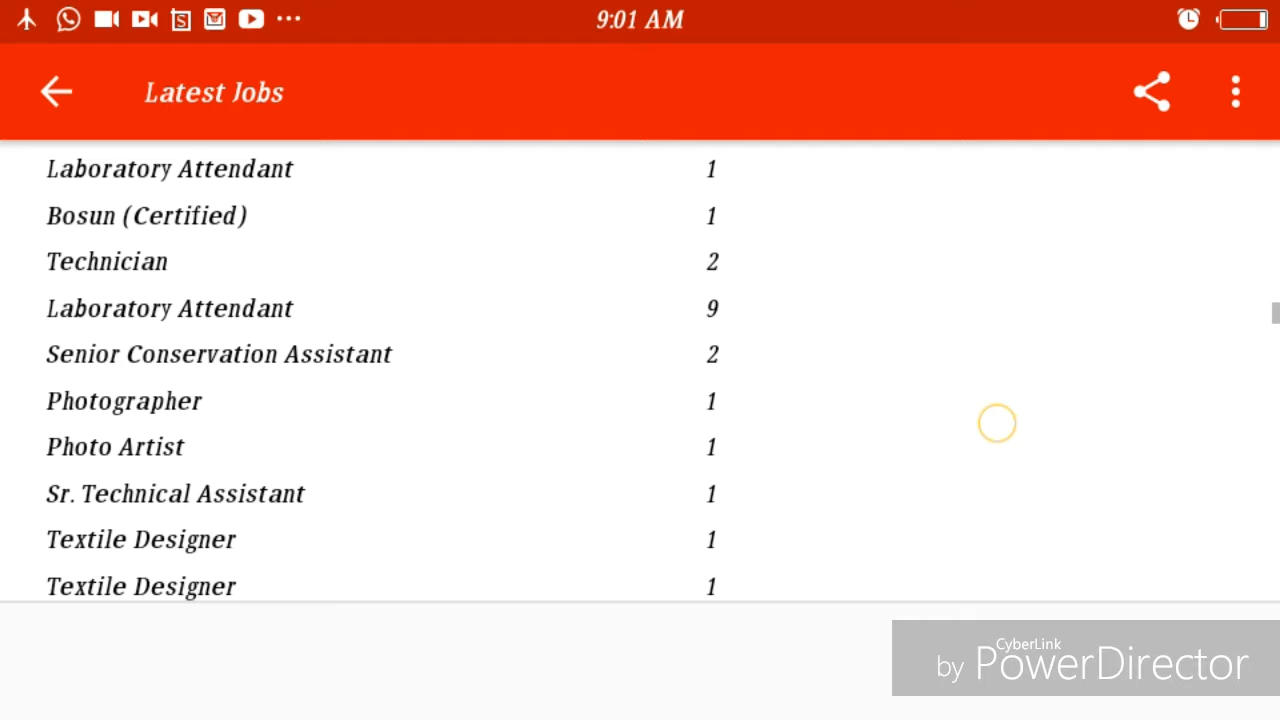 9:01 AM
Latest Jobs
Laboratory Attendant 1
Bosun (Certified) 1
Technician 2
Laboratory Attendant 9
Senior Conservation Assistant 2
Photographer 1
Photo Artist 1
Sr. Technical Assistant 1
Textile Designer 1
Textile Designer 1
CyberLink
by PowerDirector